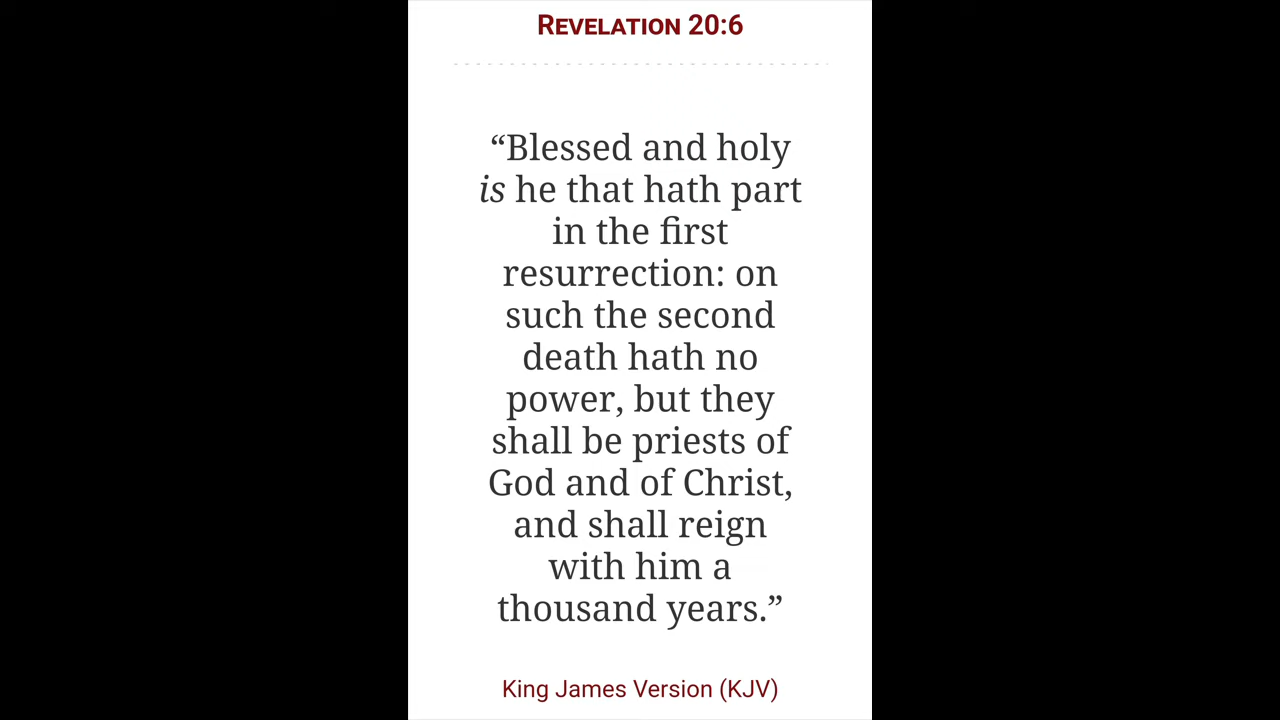 REVELATION 20:6
“Blessed and holy
is he that hath part
in the first
resurrection: on
such the second
death hath no
power, but they
shall be priests of
God and of Christ,
and shall reign
with him a
thousand years.”
King James Version (KJV)